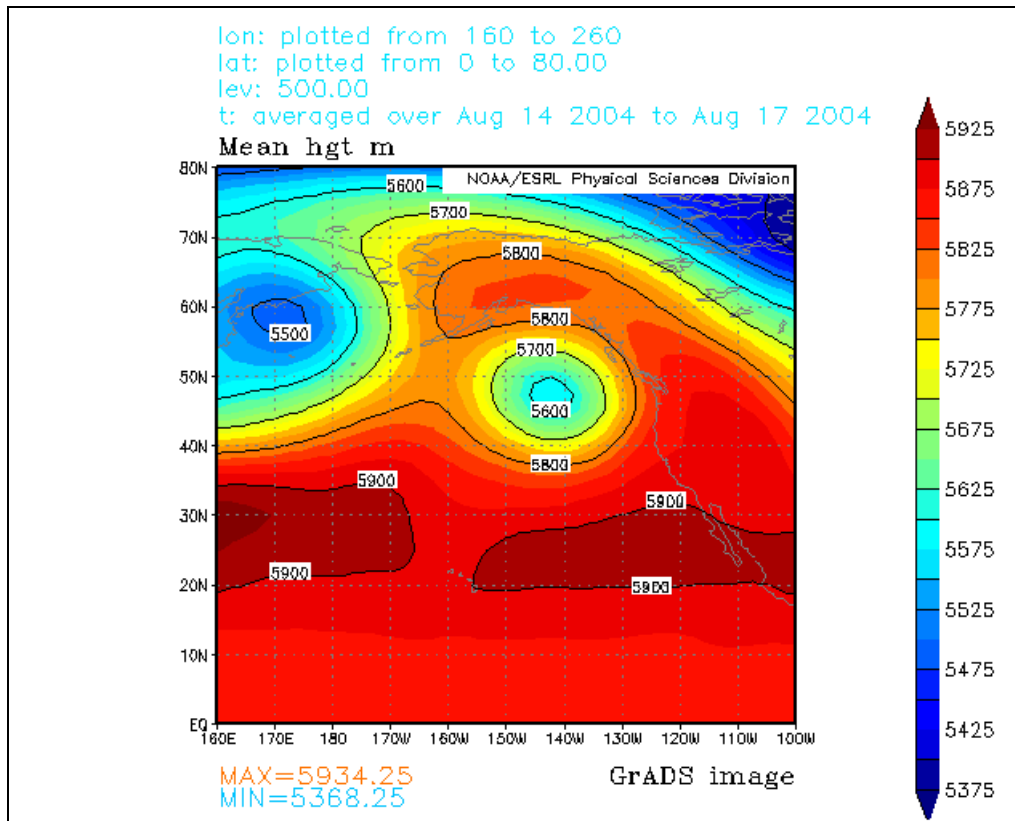 lon: plotted from 160 to 260
lat: plotted from 0 to 80.00
lev: 500.00
t: averaged over Aug 14 2004 to Aug 17 2004
Mean hgt m
NOAA/ESRL Physical Sciences Division
80N
70N
60N
50N
40N
30N
20N
10N
EQ
5600
5700
5800
5800
5500
5700
5600
5800
5900
5900
5900
5900
160E 170E 180 170W 160W 150W 140W 130W 120W 110W 100W
5925
5875
5825
5775
5725
5675
5625
5575
5525
5475
5425
5375
MAX=5934.25
MIN=5368.25
GrADS image